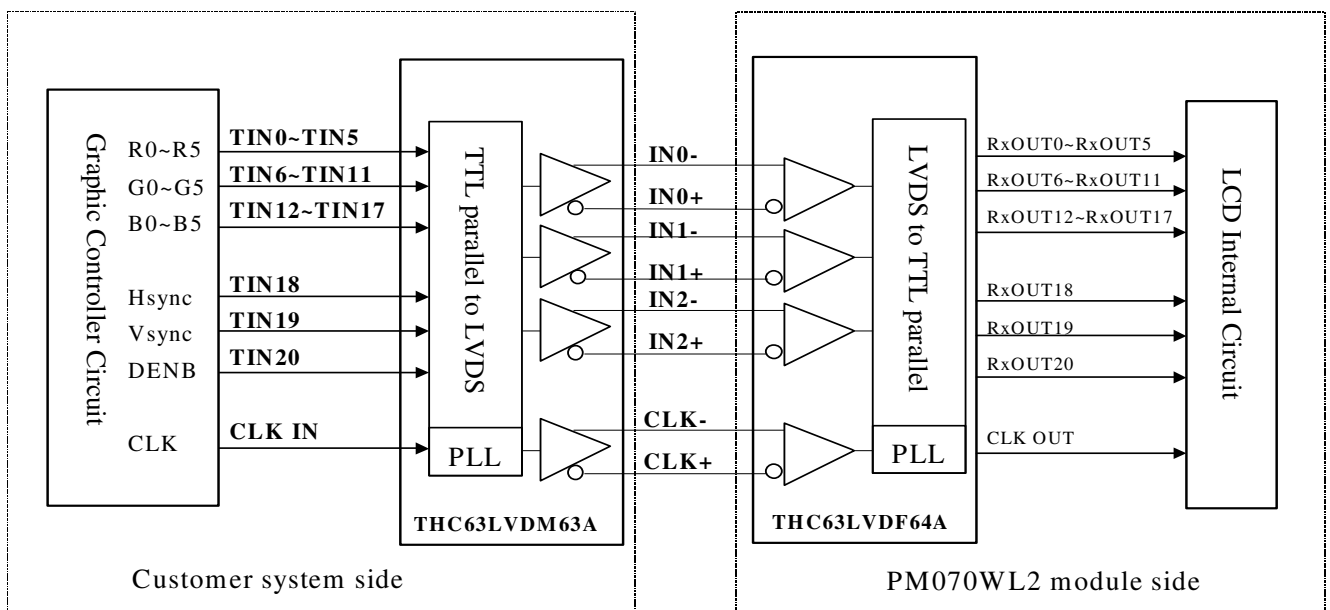 Graphic Controller Circuit
R0~R5
G0~G5
B0~B5
Hsync
Vsync
DENB
CLK
TIN0~TIN5
TIN6~TIN11
TIN12~TIN17
TIN18
TIN19
TIN20
CLK IN
TTL parallel to LVDS
PLL
THC63LVDM63A
IN0-
IN0+
IN1-
IN1+
IN2-
IN2+
CLK-
CLK+
LVDS to TTL parallel
PLL
THC63LVDF64A
RxOUT0~RxOUT5
RxOUT6~RxOUT11
RxOUT12~RxOUT17
RxOUT18
RxOUT19
RxOUT20
CLK OUT
LCD Internal Circuit
Customer system side
PM070WL2 module side